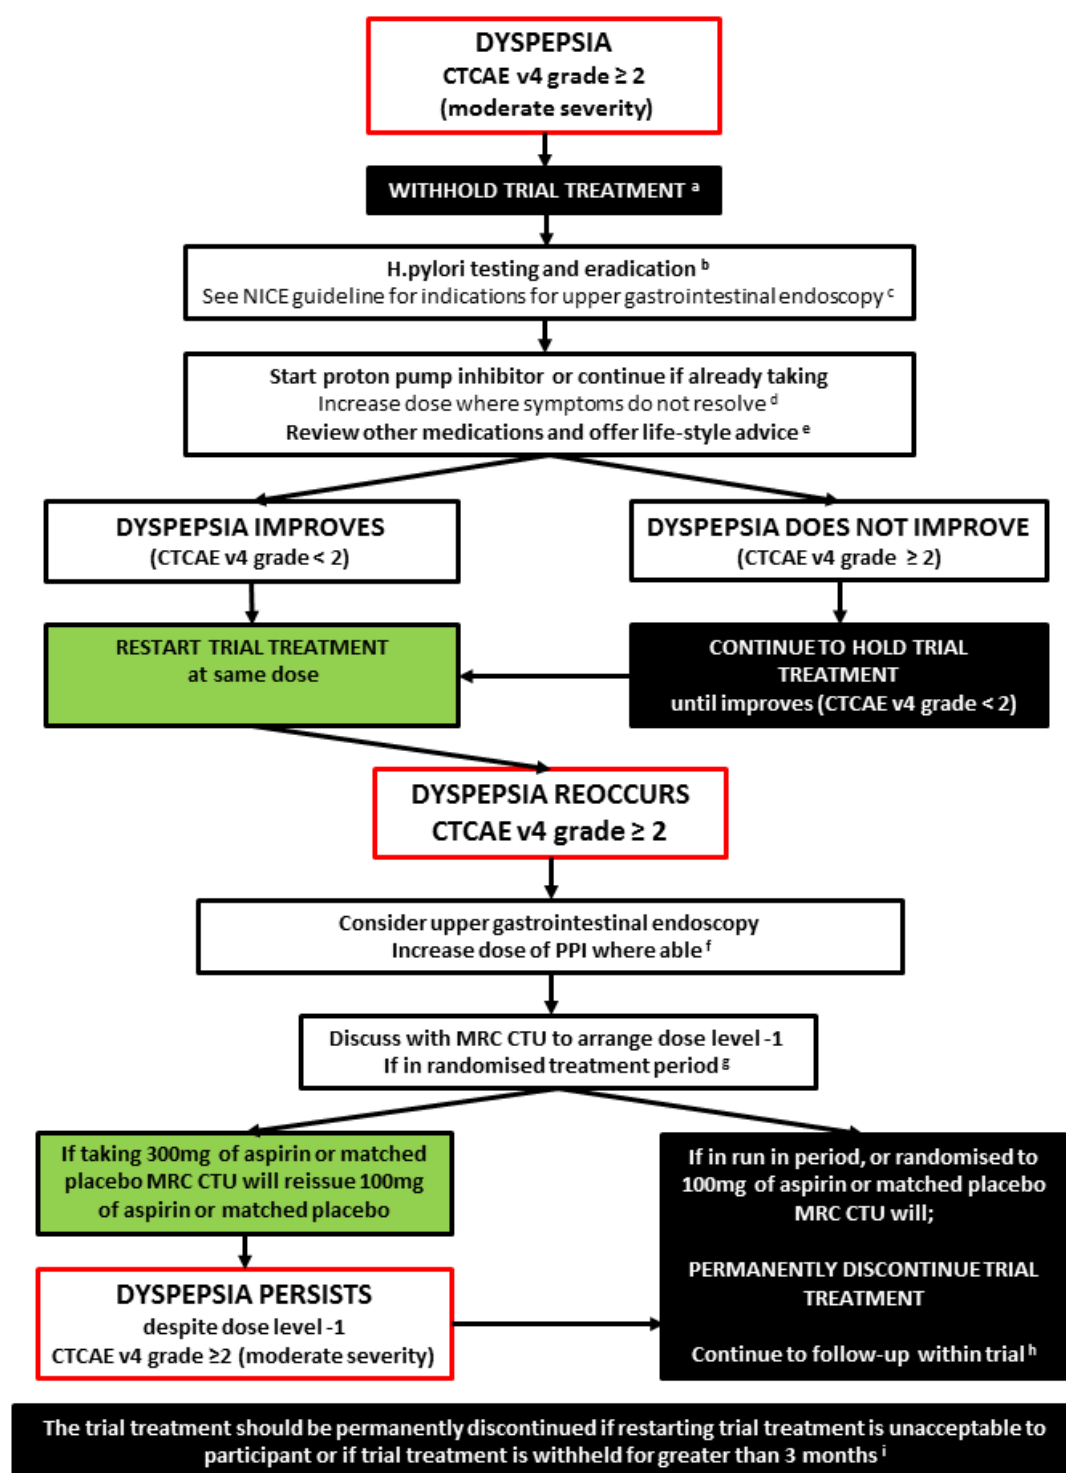 DYSPEPSIA
CTCAE v4 grade ≥ 2
(moderate severity)
WITHHOLD TRIAL TREATMENT a
H.pylori testing and eradication b
See NICE guideline for indications for upper gastrointestinal endoscopy c
Start proton pump inhibitor or continue if already taking
Increase dose where symptoms do not resolve d
Review other medications and offer life-style advice e
DYSPEPSIA IMPROVES
(CTCAE v4 grade < 2)
DYSPEPSIA DOES NOT IMPROVE
(CTCAE v4 grade ≥ 2)
RESTART TRIAL TREATMENT
at same dose
CONTINUE TO HOLD TRIAL
TREATMENT
until improves (CTCAE v4 grade < 2)
DYSPEPSIA REOCCURS
CTCAE v4 grade ≥ 2
Consider upper gastrointestinal endoscopy
Increase dose of PPI where able f
Discuss with MRC CTU to arrange dose level -1
If in randomised treatment period g
If taking 300mg of aspirin or matched
placebo MRC CTU will reissue 100mg
of aspirin or matched placebo
If in run in period, or randomised to
100mg of aspirin or matched placebo
MRC CTU will;
PERMANENTLY DISCONTINUE TRIAL
TREATMENT
Continue to follow-up within trial h
DYSPEPSIA PERSISTS
despite dose level -1
CTCAE v4 grade ≥2 (moderate severity)
The trial treatment should be permanently discontinued if restarting trial treatment is unacceptable to
participant or if trial treatment is withheld for greater than 3 months i